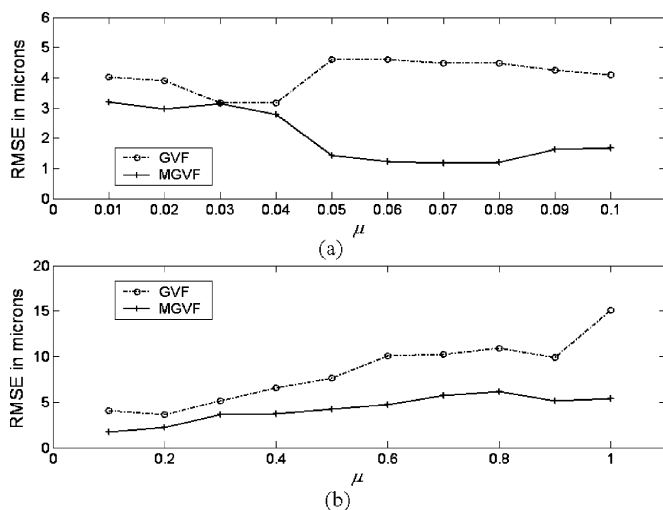 6
5
4
3
2
1
0
RMSE in microns
GVF
MGVF
0 0.01 0.02 0.03 0.04 0.05 0.06 0.07 0.08 0.09 0.1
μ
(a)
20
15
10
5
0
RMSE in microns
GVF
MGVF
0 0.2 0.4 0.6 0.8 1
μ
(b)